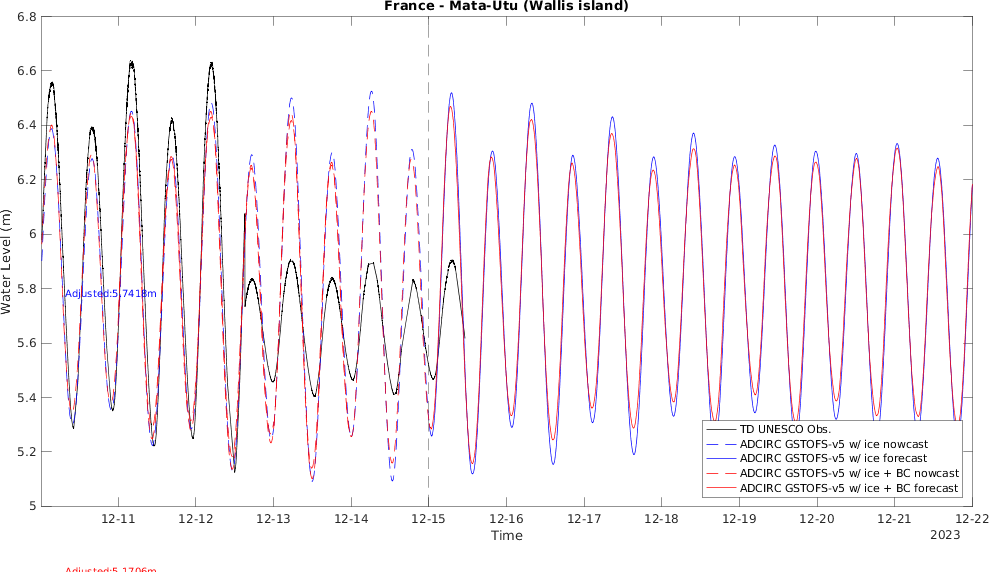 France - Mata-Utu (Wallis island)
6.8
6.6
6.4
6.2
6
5.8
5.6
5.4
5.2
5
Water Level (m)
Adjusted:5.7418m
TD UNESCO Obs.
ADCIRC GSTOFS-v5 w/ ice nowcast
ADCIRC GSTOFS-v5 w/ ice forecast
ADCIRC GSTOFS-v5 w/ ice + BC nowcast
ADCIRC GSTOFS-v5 w/ ice + BC forecast
12-11 12-12 12-13 12-14 12-15 12-16 12-17 12-18 12-19 12-20 12-21 12-22
Time
2023
Adjusted:5.1706m